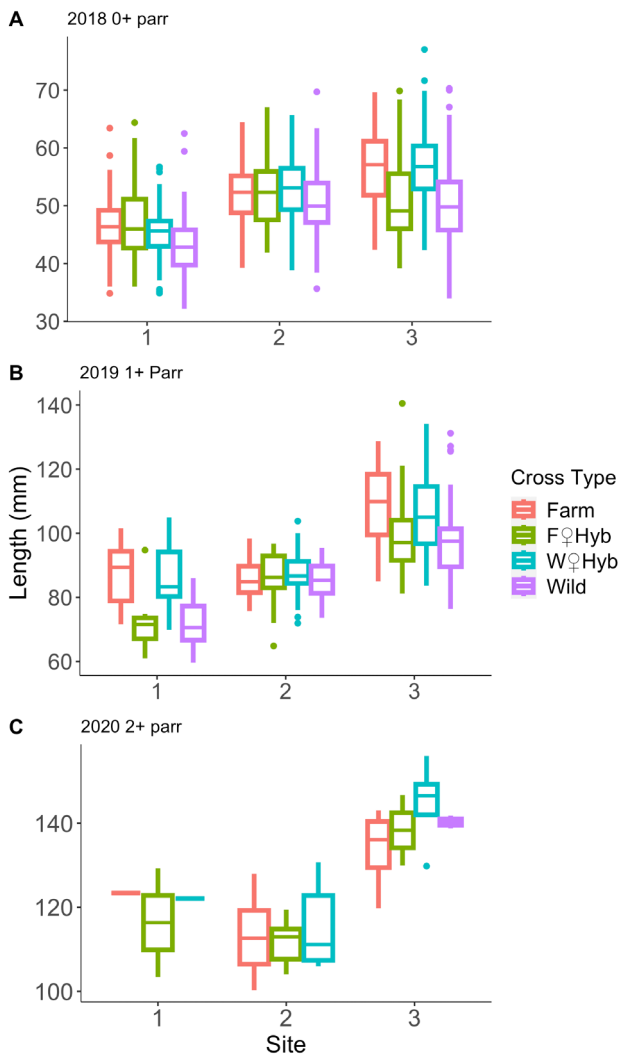 A 2018 0+ parr
70
60
50
40
30
1 2 3
B 2019 1+ Parr
140
120
100
80
60
1 2 3
Length (mm)
Cross Type
Farm
F♀Hyb
W♀Hyb
Wild
C 2020 2+ parr
140
120
100
1 2 3
Site